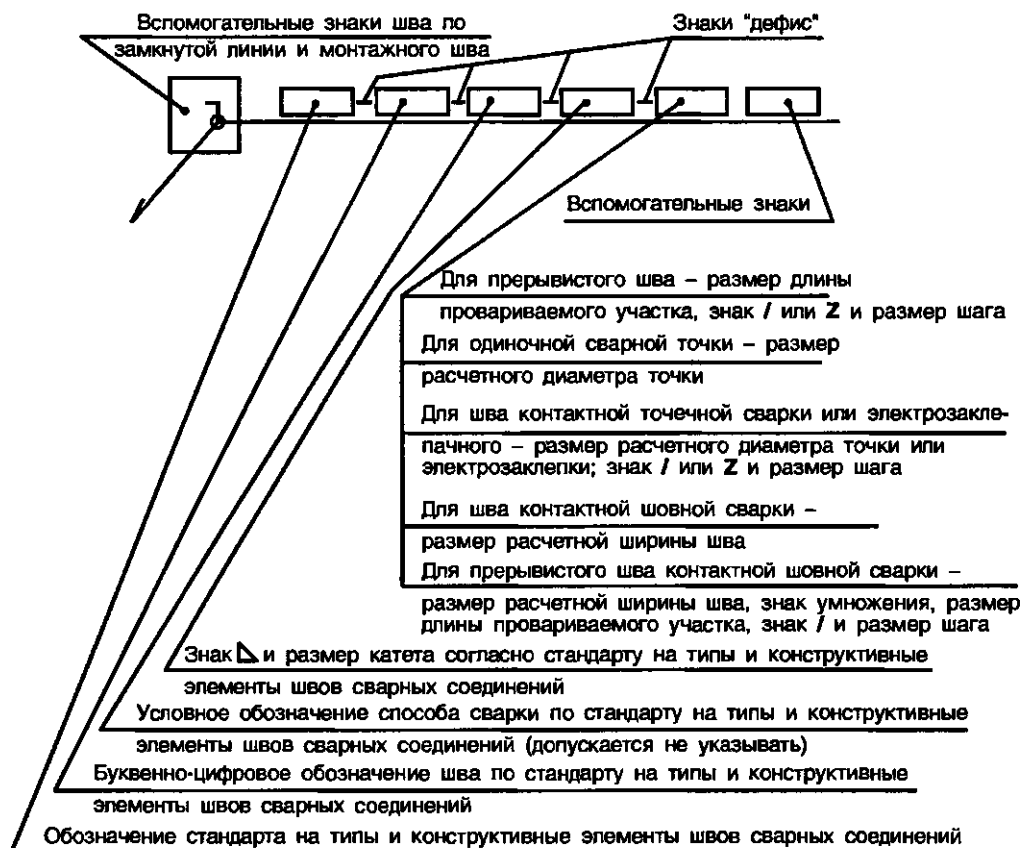 Вспомогательные знаки шва по
замкнутой линии и монтажного шва
Знаки "дефис"
Вспомогательные знаки
Для прерывистого шва – размер длины
провариваемого участка, знак / или Z и размер шага
Для одиночной сварной точки – размер
расчетного диаметра точки
Для шва контактной точечной сварки или электрозакле-
пачного – размер расчетного диаметра точки или
электрозаклепки; знак / или Z и размер шага
Для шва контактной шовной сварки –
размер расчетной ширины шва
Для прерывистого шва контактной шовной сварки –
размер расчетной ширины шва, знак умножения, размер
длины провариваемого участка, знак / и размер шага
Знак ◺ и размер катета согласно стандарту на типы и конструктивные
элементы швов сварных соединений
Условное обозначение способа сварки по стандарту на типы и конструктивные
элементы швов сварных соединений (допускается не указывать)
Буквенно-цифровое обозначение шва по стандарту на типы и конструктивные
элементы швов сварных соединений
Обозначение стандарта на типы и конструктивные элементы швов сварных соединений